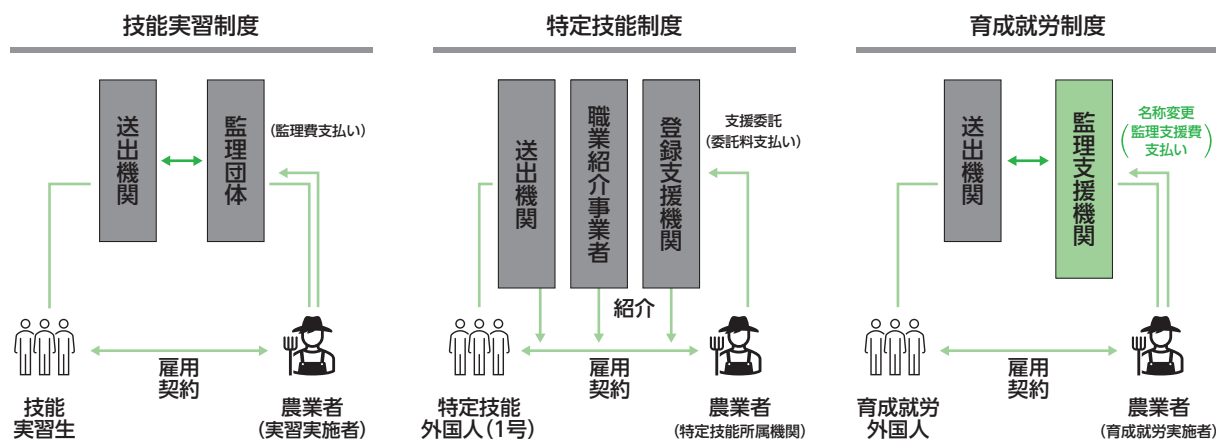 技能実習制度
送出機関
監理団体
(監理費支払い)
技能
実習生
雇用
契約
農業者
(実習実施者)
特定技能制度
送出機関
職業紹介事業者
登録支援機関
支援委託
(委託料支払い)
紹介
特定技能
外国人(1号)
雇用
契約
農業者
(特定技能所属機関)
育成就労制度
送出機関
監理支援機関
名称変更
(監理支援費
支払い)
育成就労
外国人
雇用
契約
農業者
(育成就労実施者)